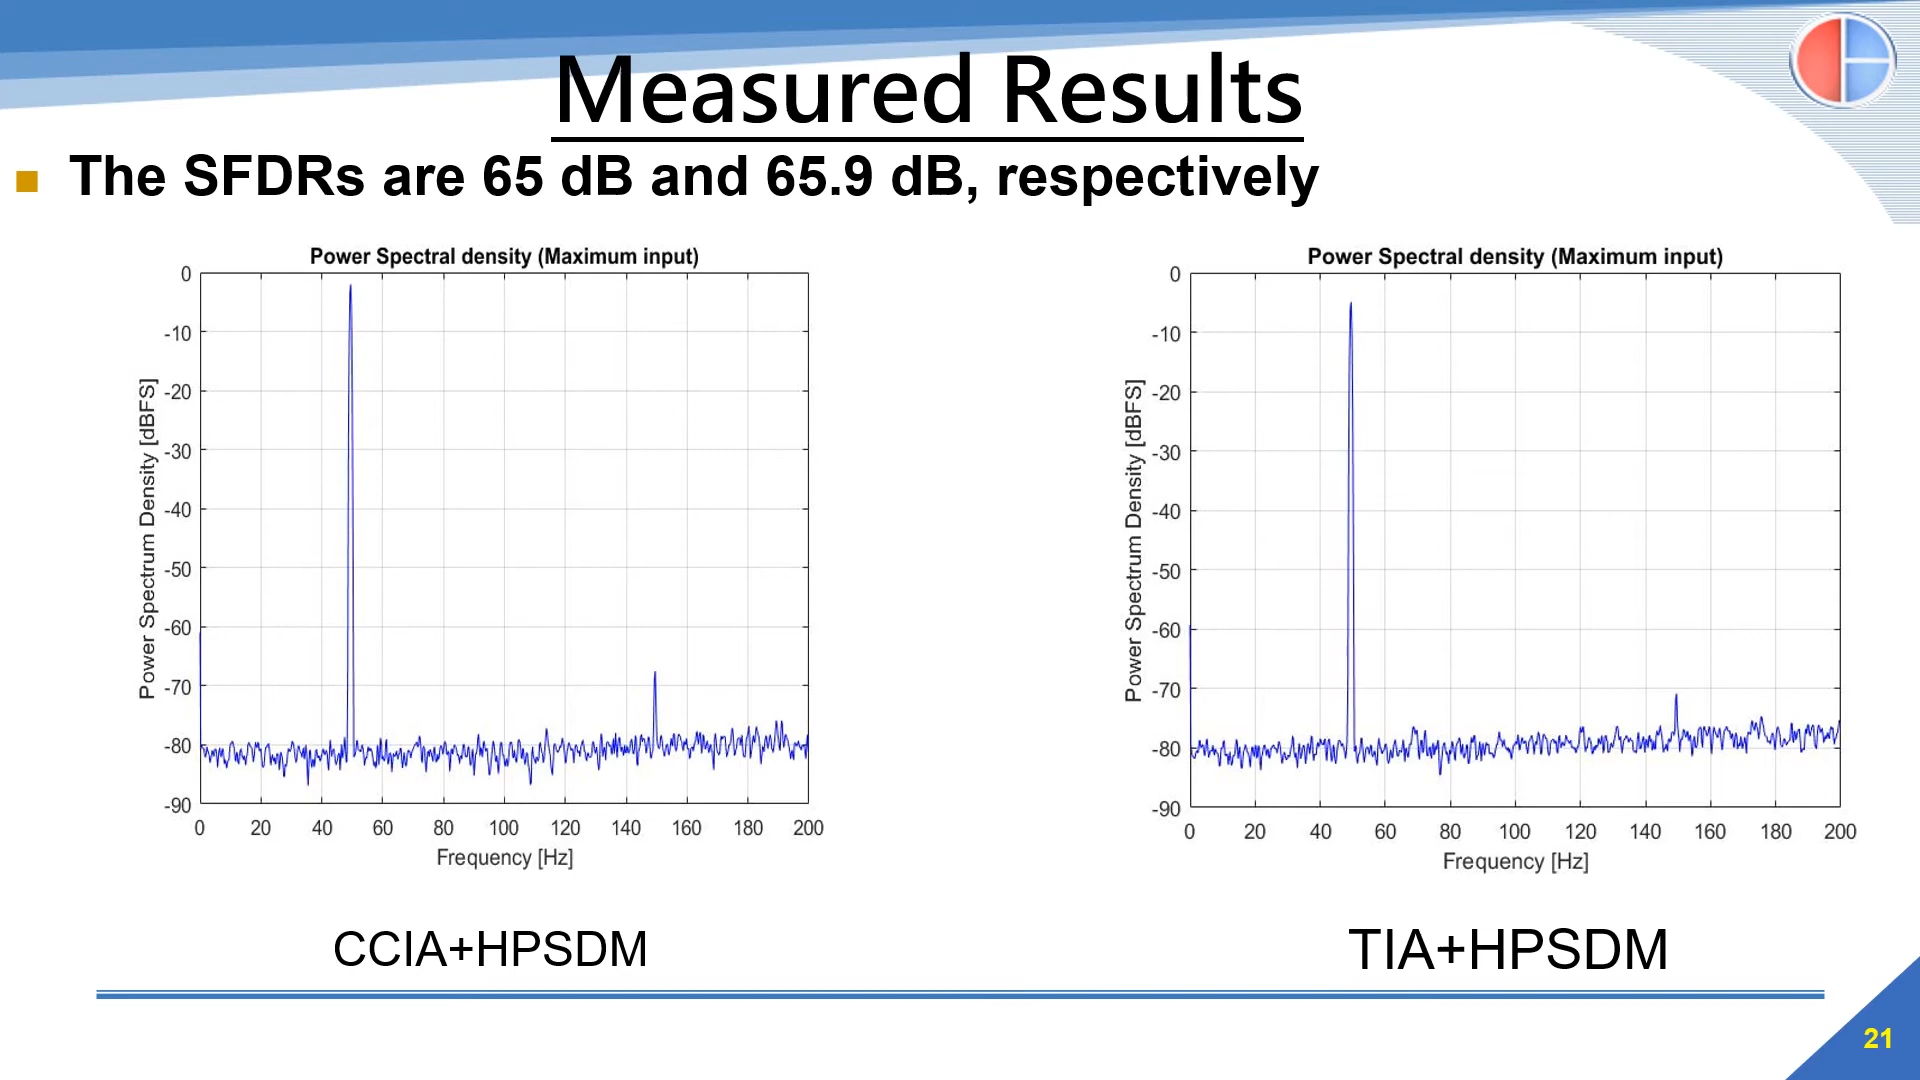 Measured Results
The SFDRs are 65 dB and 65.9 dB, respectively
Power Spectral density (Maximum input)
Power Spectrum Density [dBFS]
0
-10
-20
-30
-40
-50
-60
-70
-80
-90
0 20 40 60 80 100 120 140 160 180 200
Frequency [Hz]
CCIA+HPSDM
Power Spectral density (Maximum input)
Power Spectrum Density [dBFS]
0
-10
-20
-30
-40
-50
-60
-70
-80
-90
0 20 40 60 80 100 120 140 160 180 200
Frequency [Hz]
TIA+HPSDM
21